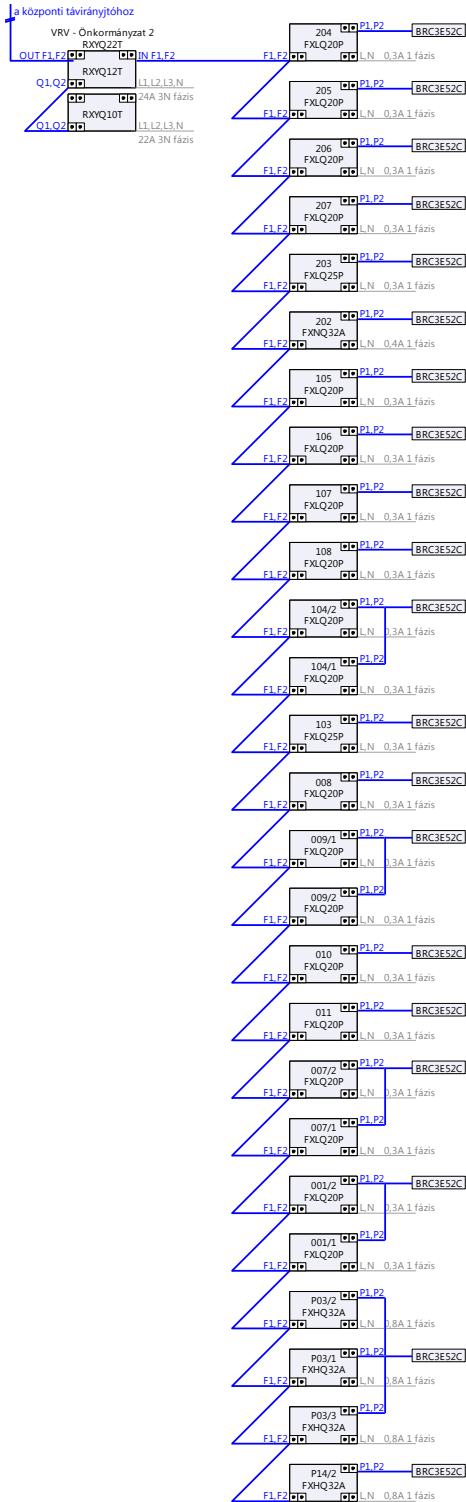 a központi távirányjtóhoz
VRV - Önkormányzat 2
RXYQ22T
OUT F1,F2 IN F1,F2
RXYQ12T
Q1,Q2 L1,L2,L3,N
24A 3N fázis
RXYQ10T
Q1,Q2 L1,L2,L3,N
22A 3N fázis
204 P1,P2 BRC3E52C
FXLQ20P
F1,F2 L,N 0,3A 1 fázis
205 P1,P2 BRC3E52C
FXLQ20P
F1,F2 L,N 0,3A 1 fázis
206 P1,P2 BRC3E52C
FXLQ20P
F1,F2 L,N 0,3A 1 fázis
207 P1,P2 BRC3E52C
FXLQ20P
F1,F2 L,N 0,3A 1 fázis
203 P1,P2 BRC3E52C
FXLQ25P
F1,F2 L,N 0,3A 1 fázis
202 P1,P2 BRC3E52C
FXNQ32A
F1,F2 L,N 0,4A 1 fázis
105 P1,P2 BRC3E52C
FXLQ20P
F1,F2 L,N 0,3A 1 fázis
106 P1,P2 BRC3E52C
FXLQ20P
F1,F2 L,N 0,3A 1 fázis
107 P1,P2 BRC3E52C
FXLQ20P
F1,F2 L,N 0,3A 1 fázis
108 P1,P2 BRC3E52C
FXLQ20P
F1,F2 L,N 0,3A 1 fázis
104/2 P1,P2 BRC3E52C
FXLQ20P
F1,F2 L,N 0,3A 1 fázis
104/1 P1,P2
FXLQ20P
F1,F2 L,N 0,3A 1 fázis
103 P1,P2 BRC3E52C
FXLQ25P
F1,F2 L,N 0,3A 1 fázis
008 P1,P2 BRC3E52C
FXLQ20P
F1,F2 L,N 0,3A 1 fázis
009/1 P1,P2 BRC3E52C
FXLQ20P
F1,F2 L,N 0,3A 1 fázis
009/2 P1,P2
FXLQ20P
F1,F2 L,N 0,3A 1 fázis
010 P1,P2 BRC3E52C
FXLQ20P
F1,F2 L,N 0,3A 1 fázis
011 P1,P2 BRC3E52C
FXLQ20P
F1,F2 L,N 0,3A 1 fázis
007/2 P1,P2 BRC3E52C
FXLQ20P
F1,F2 L,N 0,3A 1 fázis
007/1 P1,P2
FXLQ20P
F1,F2 L,N 0,3A 1 fázis
001/2 P1,P2 BRC3E52C
FXLQ20P
F1,F2 L,N 0,3A 1 fázis
001/1 P1,P2
FXLQ20P
F1,F2 L,N 0,3A 1 fázis
P03/2 P1,P2
FXHQ32A
F1,F2 L,N 0,8A 1 fázis
P03/1 P1,P2 BRC3E52C
FXHQ32A
F1,F2 L,N 0,8A 1 fázis
P03/3 P1,P2
FXHQ32A
F1,F2 L,N 0,8A 1 fázis
P14/2 P1,P2 BRC3E52C
FXHQ32A
F1,F2 L,N 0,8A 1 fázis